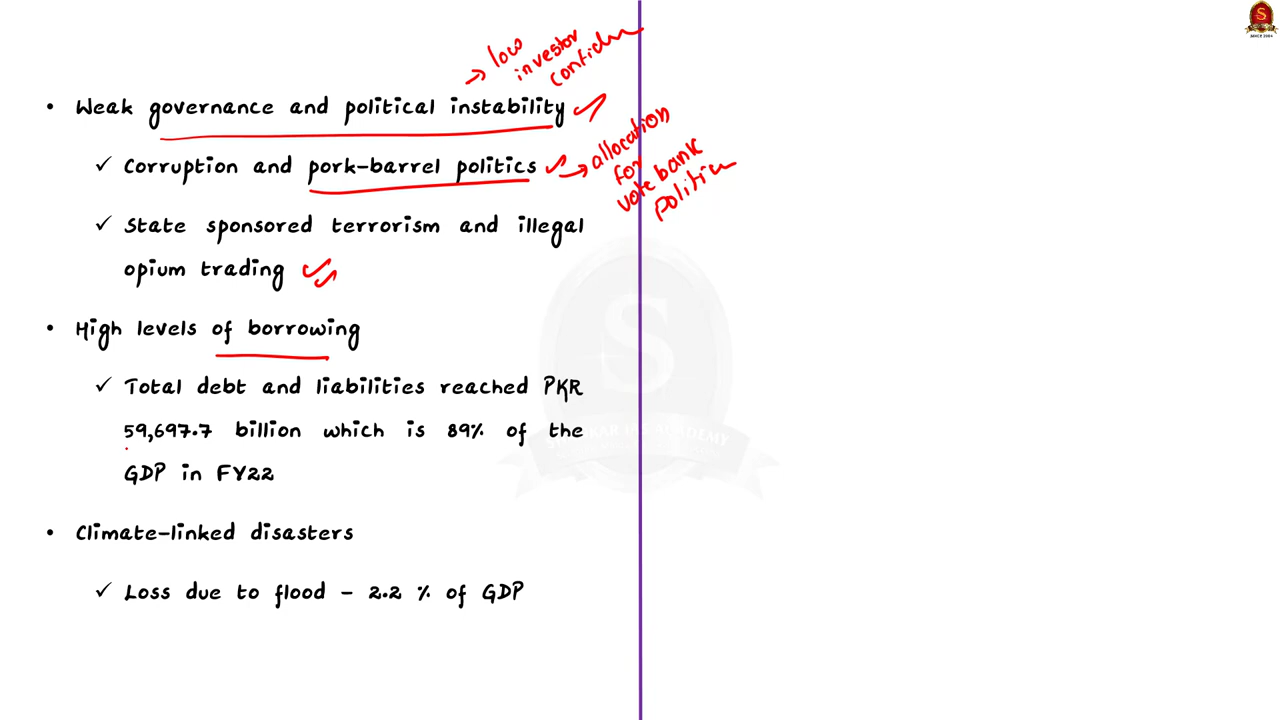 → low
investor
confiden
• Weak governance and political instability
✓ Corruption and pork-barrel politics
→ allocation
for
vote bank
politics
✓ State sponsored terrorism and illegal
opium trading
• High levels of borrowing
✓ Total debt and liabilities reached PKR
59,697.7 billion which is 89% of the
GDP in FY22
• Climate-linked disasters
✓ Loss due to flood - 2.2 % of GDP
S
SINCE 2004